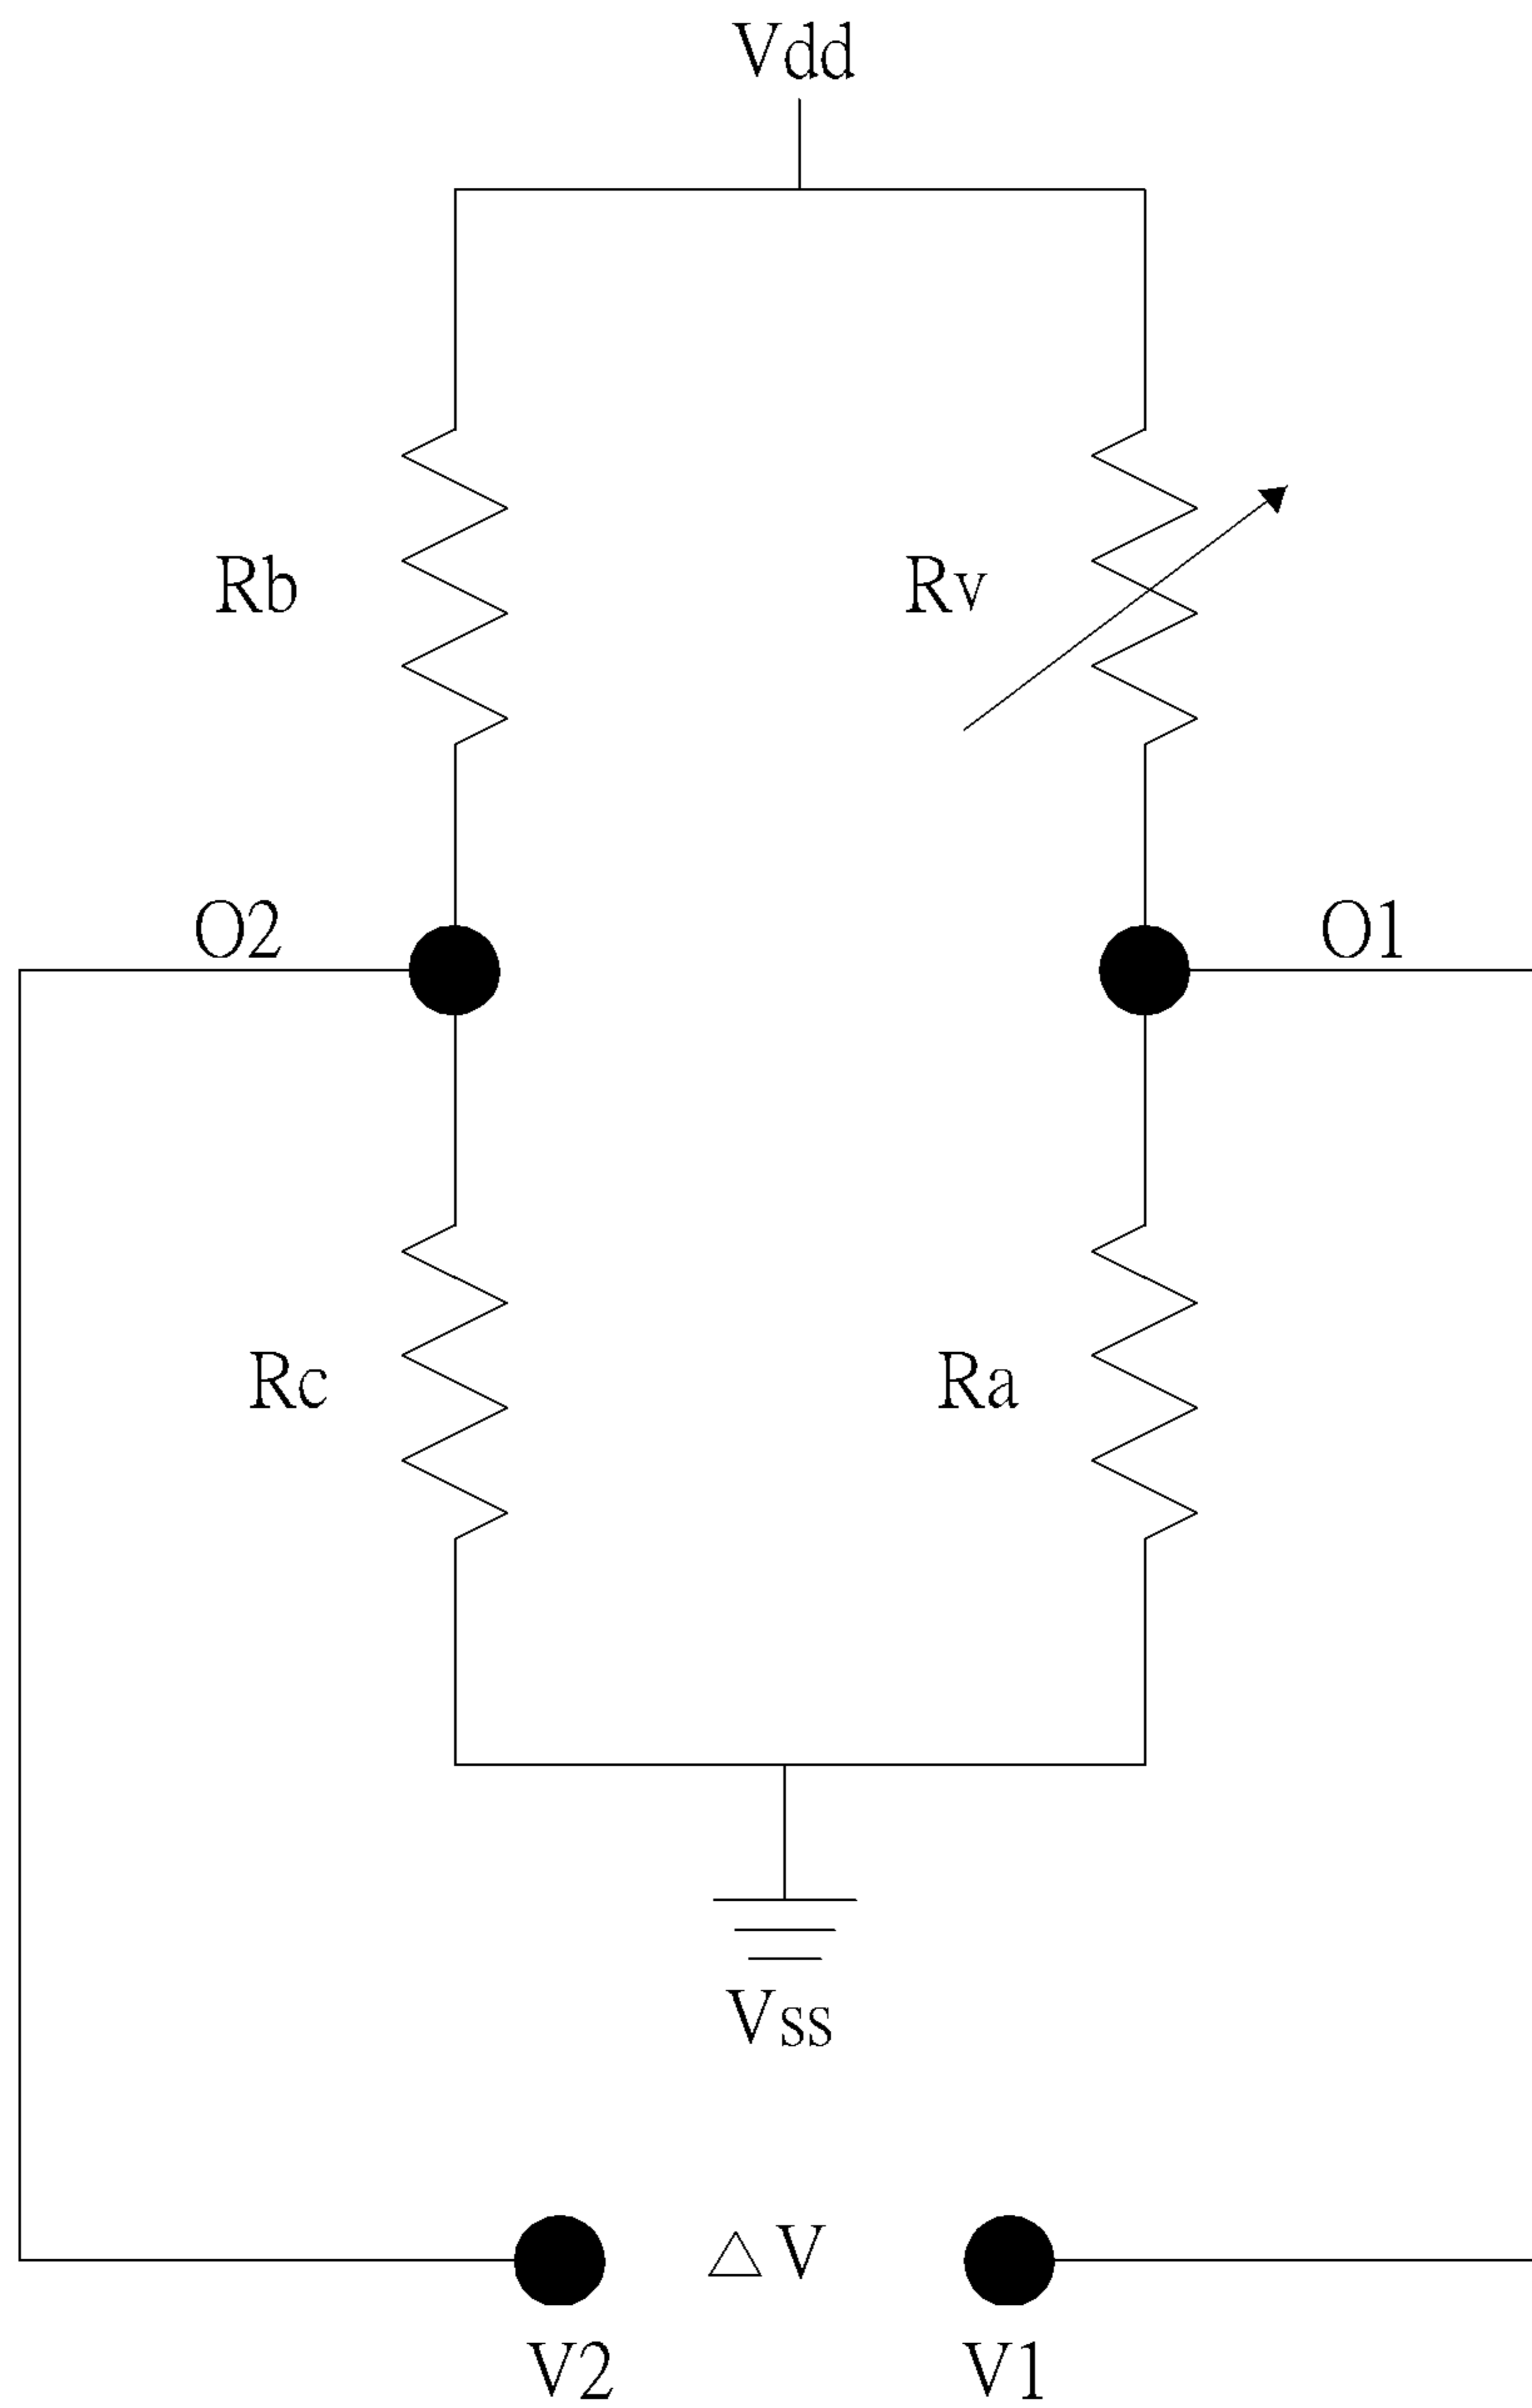 Vdd
Rb Rv
O2 O1
Rc Ra
Vss
△V
V2 V1